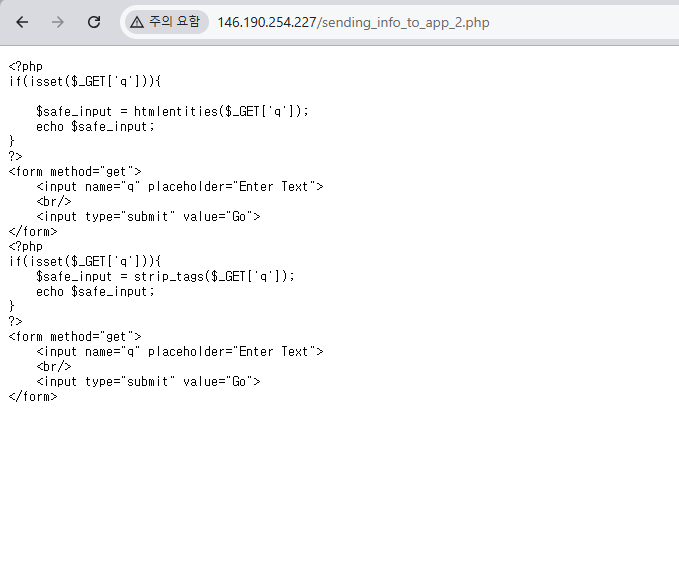 주의 요함 146.190.254.227/sending_info_to_app_2.php
<?php
if(isset($_GET['q'])){
    $safe_input = htmlentities($_GET['q']);
    echo $safe_input;
}
?>
<form method="get">
    <input name="q" placeholder="Enter Text">
    <br/>
    <input type="submit" value="Go">
</form>
<?php
if(isset($_GET['q'])){
    $safe_input = strip_tags($_GET['q']);
    echo $safe_input;
}
?>
<form method="get">
    <input name="q" placeholder="Enter Text">
    <br/>
    <input type="submit" value="Go">
</form>